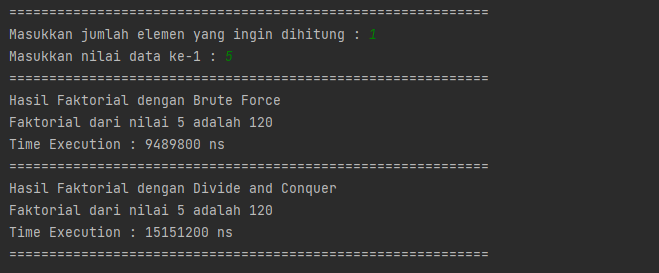 ============================================================
Masukkan jumlah elemen yang ingin dihitung : 1
Masukkan nilai data ke-1 : 5
============================================================
Hasil Faktorial dengan Brute Force
Faktorial dari nilai 5 adalah 120
Time Execution : 9489800 ns
============================================================
Hasil Faktorial dengan Divide and Conquer
Faktorial dari nilai 5 adalah 120
Time Execution : 15151200 ns
============================================================